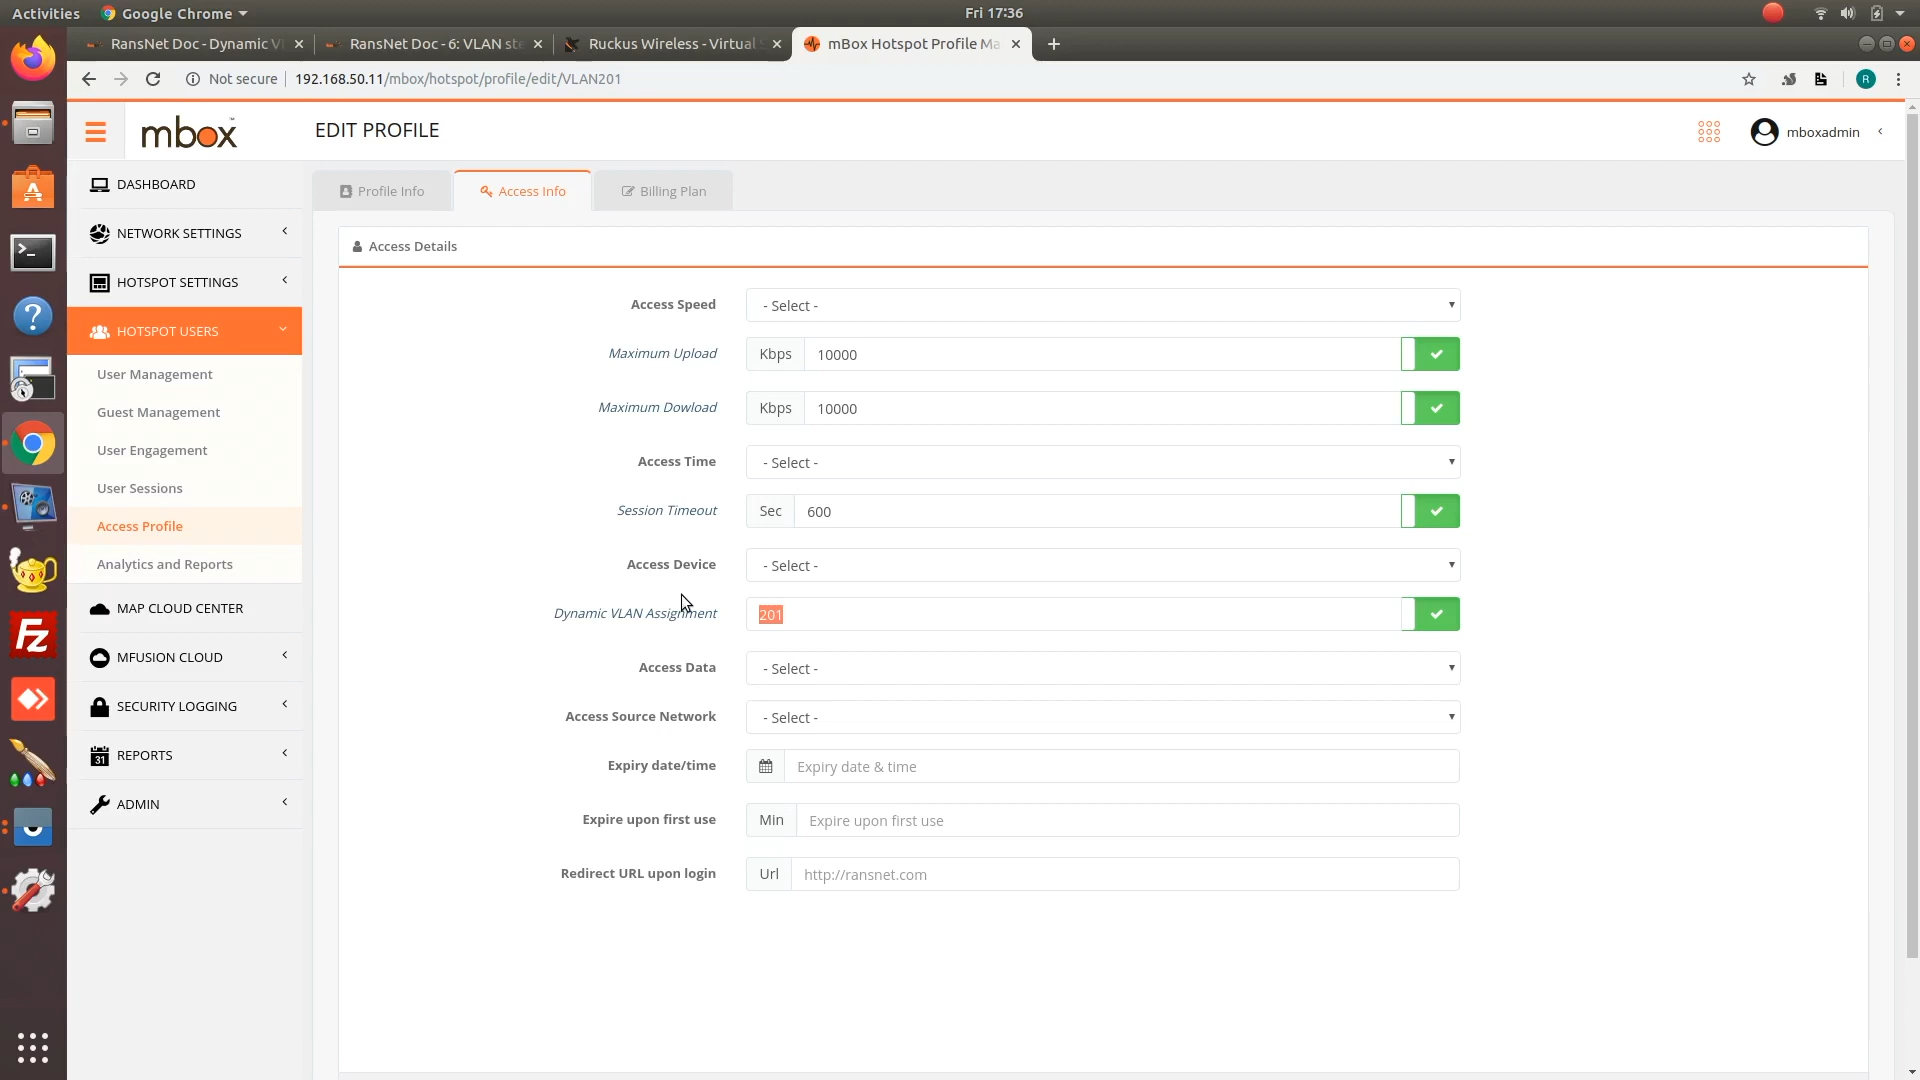 Activities
Google Chrome
Fri 17:36
RansNet Doc - Dynamic V
RansNet Doc - 6: VLAN ste
Ruckus Wireless - Virtual S
mBox Hotspot Profile Ma
Not secure
192.168.50.11/mbox/hotspot/profile/edit/VLAN201
R
mbox
EDIT PROFILE
mboxadmin
DASHBOARD
NETWORK SETTINGS
HOTSPOT SETTINGS
HOTSPOT USERS
User Management
Guest Management
User Engagement
User Sessions
Access Profile
Analytics and Reports
MAP CLOUD CENTER
MFUSION CLOUD
SECURITY LOGGING
REPORTS
ADMIN
Profile Info
Access Info
Billing Plan
Access Details
Access Speed
- Select -
Maximum Upload
Kbps
10000
Maximum Dowload
Kbps
10000
Access Time
- Select -
Session Timeout
Sec
600
Access Device
- Select -
Dynamic VLAN Assignment
201
Access Data
- Select -
Access Source Network
- Select -
Expiry date/time
Expiry date & time
Expire upon first use
Min
Expire upon first use
Redirect URL upon login
Url
http://ransnet.com